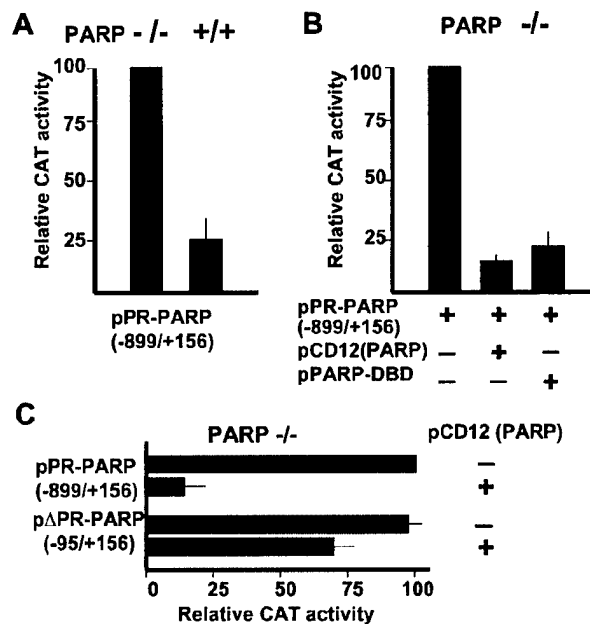 A
PARP -/- +/+
Relative CAT activity
100
75
50
25
pPR-PARP
(-899/+156)
B
PARP -/-
Relative CAT activity
100
75
50
25
pPR-PARP + + +
(-899/+156)
pCD12(PARP) – + –
pPARP-DBD – – +
C
PARP -/- pCD12 (PARP)
pPR-PARP –
(-899/+156) +
pΔPR-PARP –
(-95/+156) +
0 25 50 75 100
Relative CAT activity